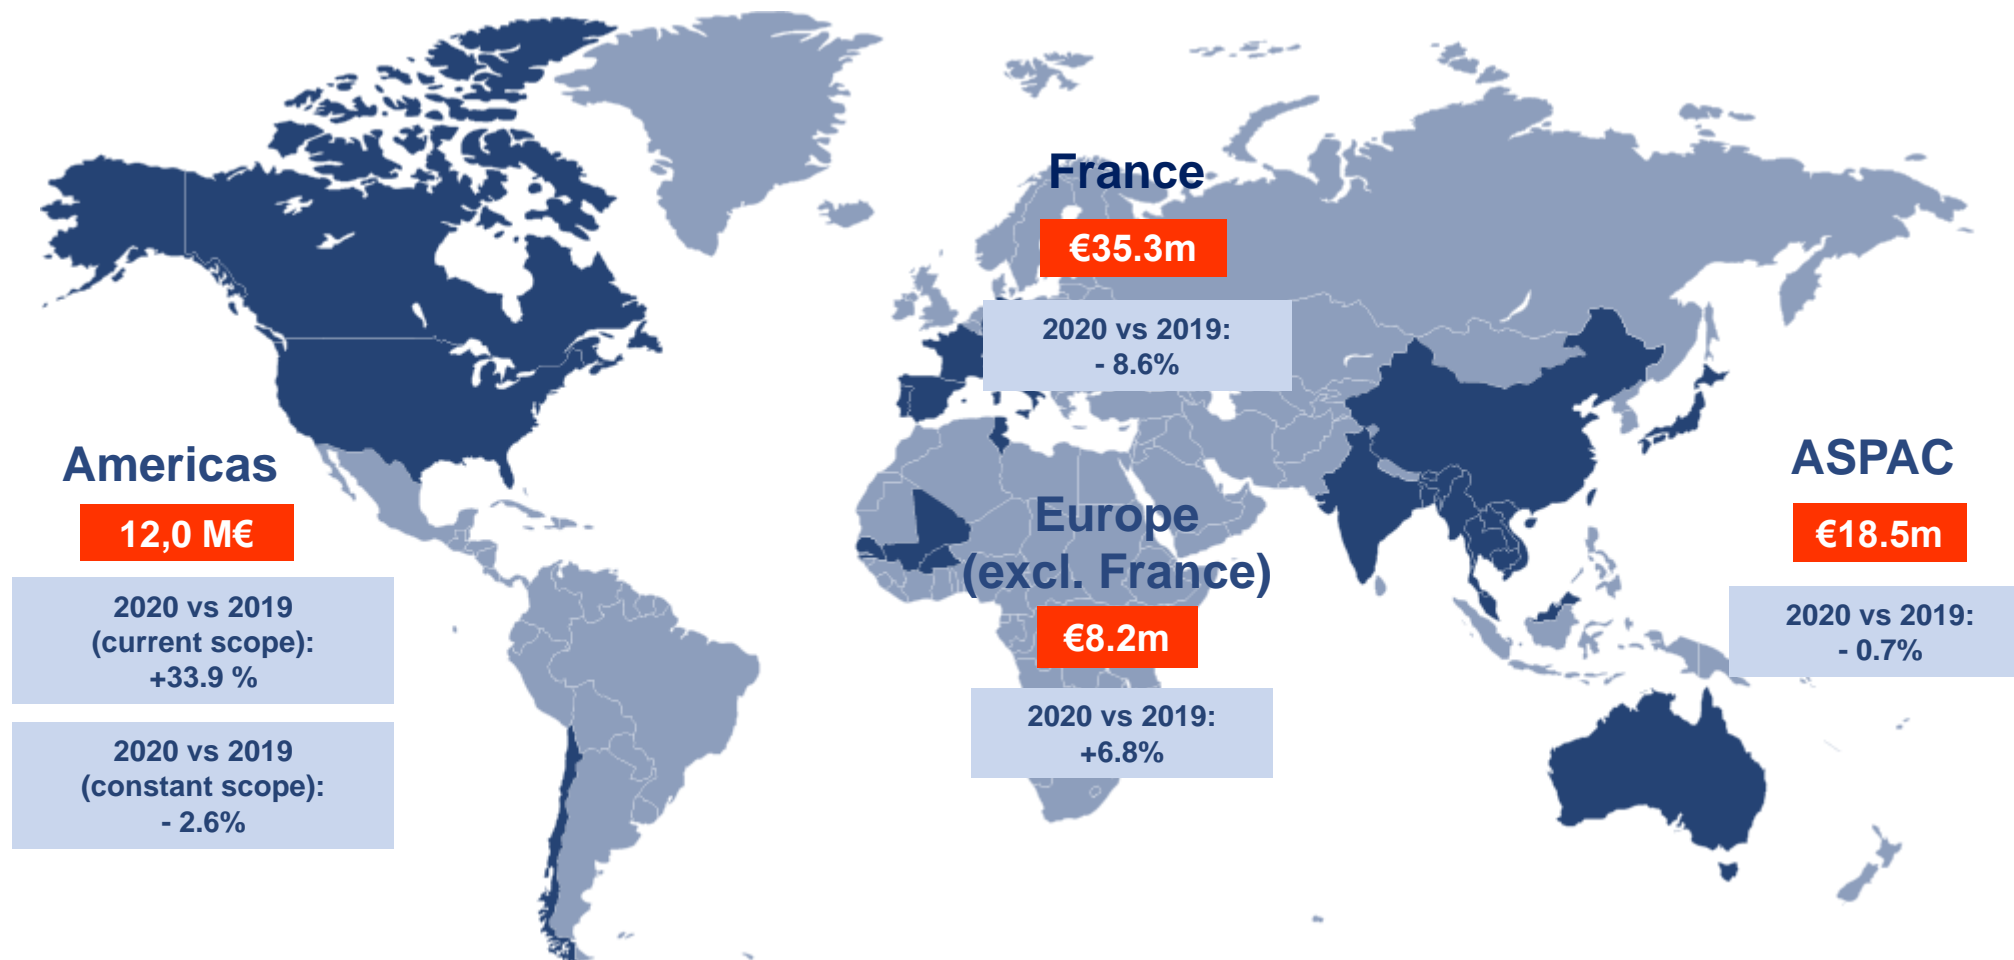 France
€35.3m
2020 vs 2019:
- 8.6%
Americas
12,0 M€
2020 vs 2019
(current scope):
+33.9 %
2020 vs 2019
(constant scope):
- 2.6%
Europe
(excl. France)
€8.2m
2020 vs 2019:
+6.8%
ASPAC
€18.5m
2020 vs 2019:
- 0.7%